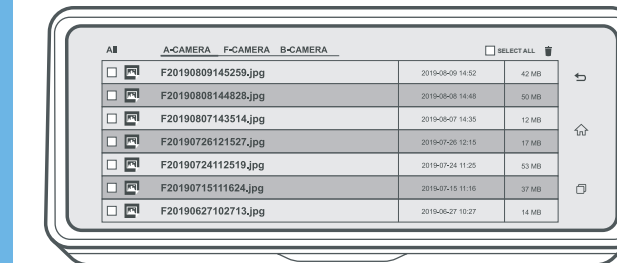 All A-CAMERA F-CAMERA B-CAMERA SELECT ALL
F20190809145259.jpg 2019-08-09 14:52 42 MB
F20190808144828.jpg 2019-08-08 14:48 50 MB
F20190807143514.jpg 2019-08-07 14:35 12 MB
F20190726121527.jpg 2019-07-26 12:15 17 MB
F20190724112519.jpg 2019-07-24 11:25 53 MB
F20190715111624.jpg 2019-07-15 11:16 37 MB
F20190627102713.jpg 2019-06-27 10:27 14 MB